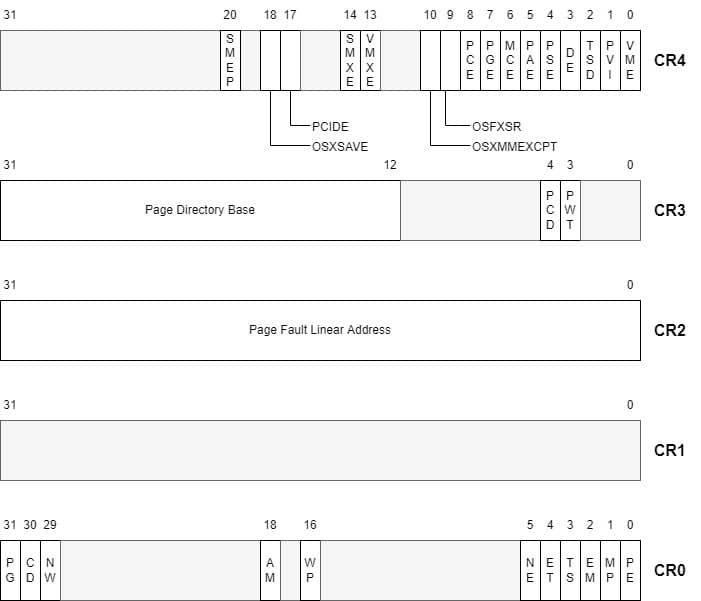 31 20 18 17 14 13 10 9 8 7 6 5 4 3 2 1 0
SMEP SMXE VMXE PCE PGE MCE PAE PSE DE TSD PVI VME CR4
PCIDE OSFXSR
OSXSAVE OSXMMEXCPT
31 12 4 3 0
Page Directory Base PCD PWT CR3
31 0
Page Fault Linear Address CR2
31 0
CR1
31 30 29 18 16 5 4 3 2 1 0
PG CD NW AM WP NE ET TS EM MP PE CR0